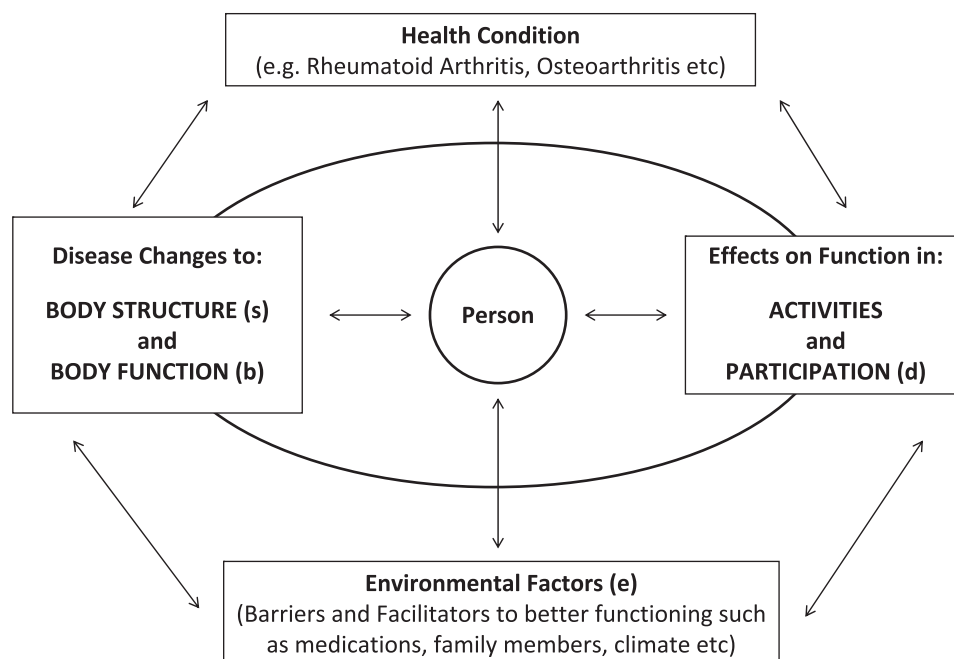 Health Condition
(e.g. Rheumatoid Arthritis, Osteoarthritis etc)
Disease Changes to:
BODY STRUCTURE (s)
and
BODY FUNCTION (b)
Person
Effects on Function in:
ACTIVITIES
and
PARTICIPATION (d)
Environmental Factors (e)
(Barriers and Facilitators to better functioning such
as medications, family members, climate etc)